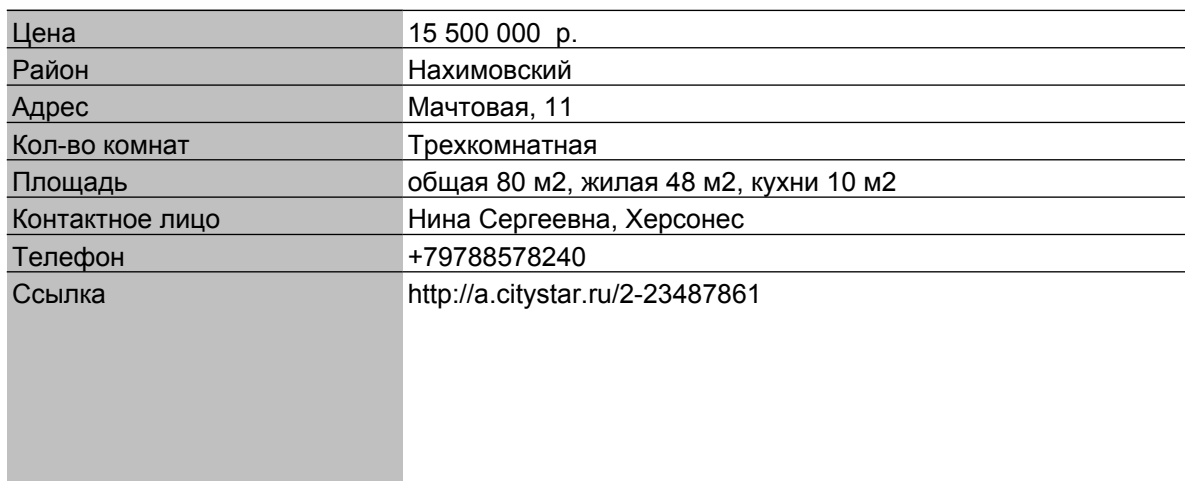 Цена 15 500 000 р.
Район Нахимовский
Адрес Мачтовая, 11
Кол-во комнат Трехкомнатная
Площадь общая 80 м2, жилая 48 м2, кухни 10 м2
Контактное лицо Нина Сергеевна, Херсонес
Телефон +79788578240
Ссылка http://a.citystar.ru/2-23487861